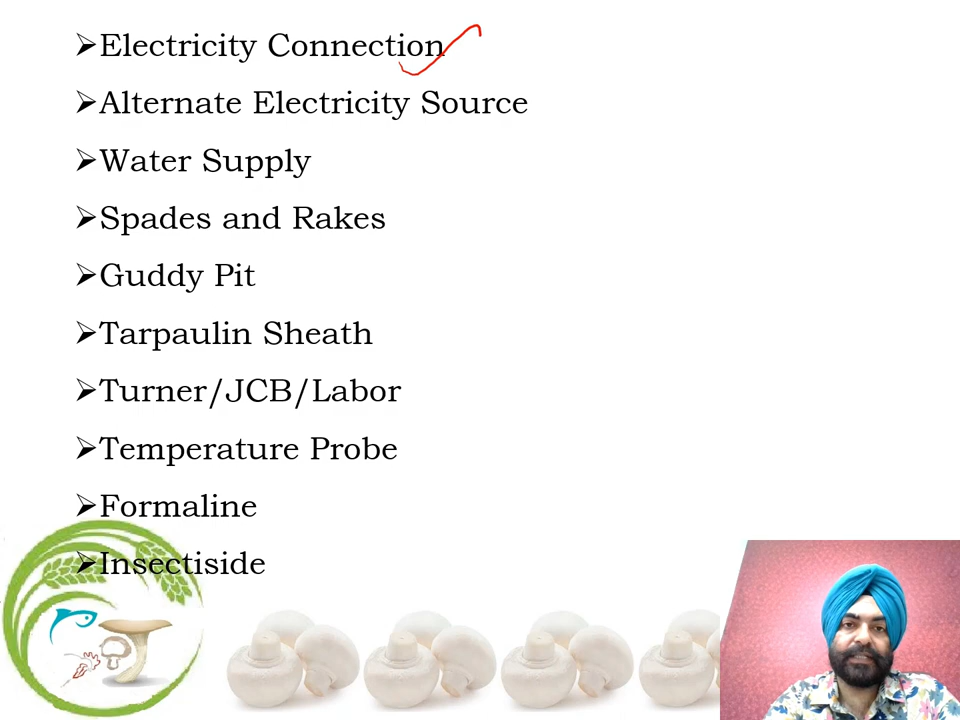 ➢Electricity Connection
➢Alternate Electricity Source
➢Water Supply
➢Spades and Rakes
➢Guddy Pit
➢Tarpaulin Sheath
➢Turner/JCB/Labor
➢Temperature Probe
➢Formaline
➢Insectiside